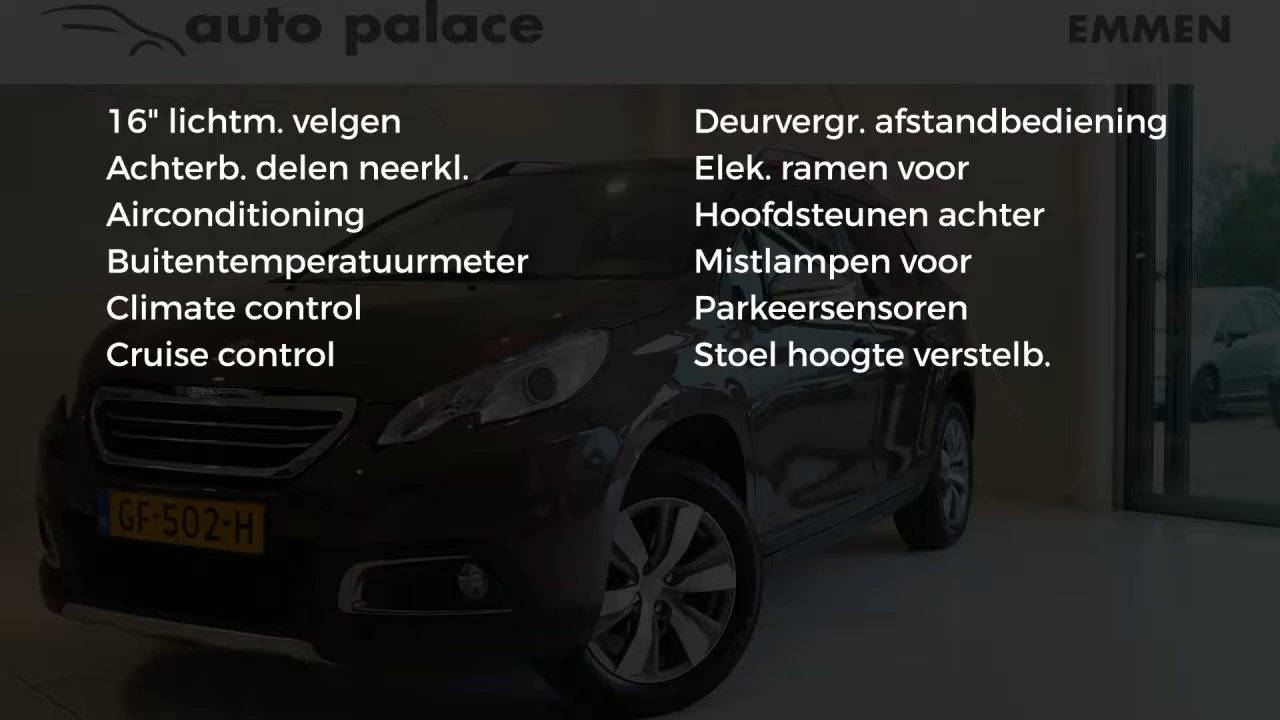 auto palace
EMMEN
16" lichtm. velgen
Achterb. delen neerkl.
Airconditioning
Buitentemperatuurmeter
Climate control
Cruise control
Deurvergr. afstandbediening
Elek. ramen voor
Hoofdsteunen achter
Mistlampen voor
Parkeersensoren
Stoel hoogte verstelb.
GF-502-H